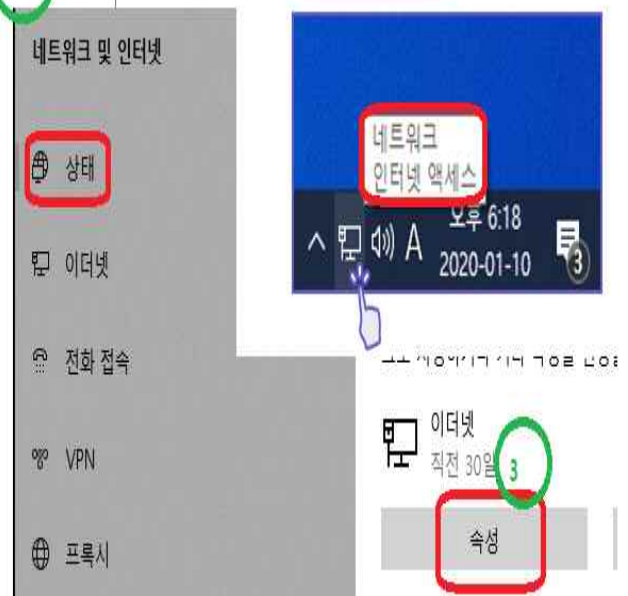 네트워크 및 인터넷
상태
이더넷
전화 접속
VPN
프록시
네트워크
인터넷 액세스
A
오후 6:18
2020-01-10
3
이더넷
직전 30일
3
속성